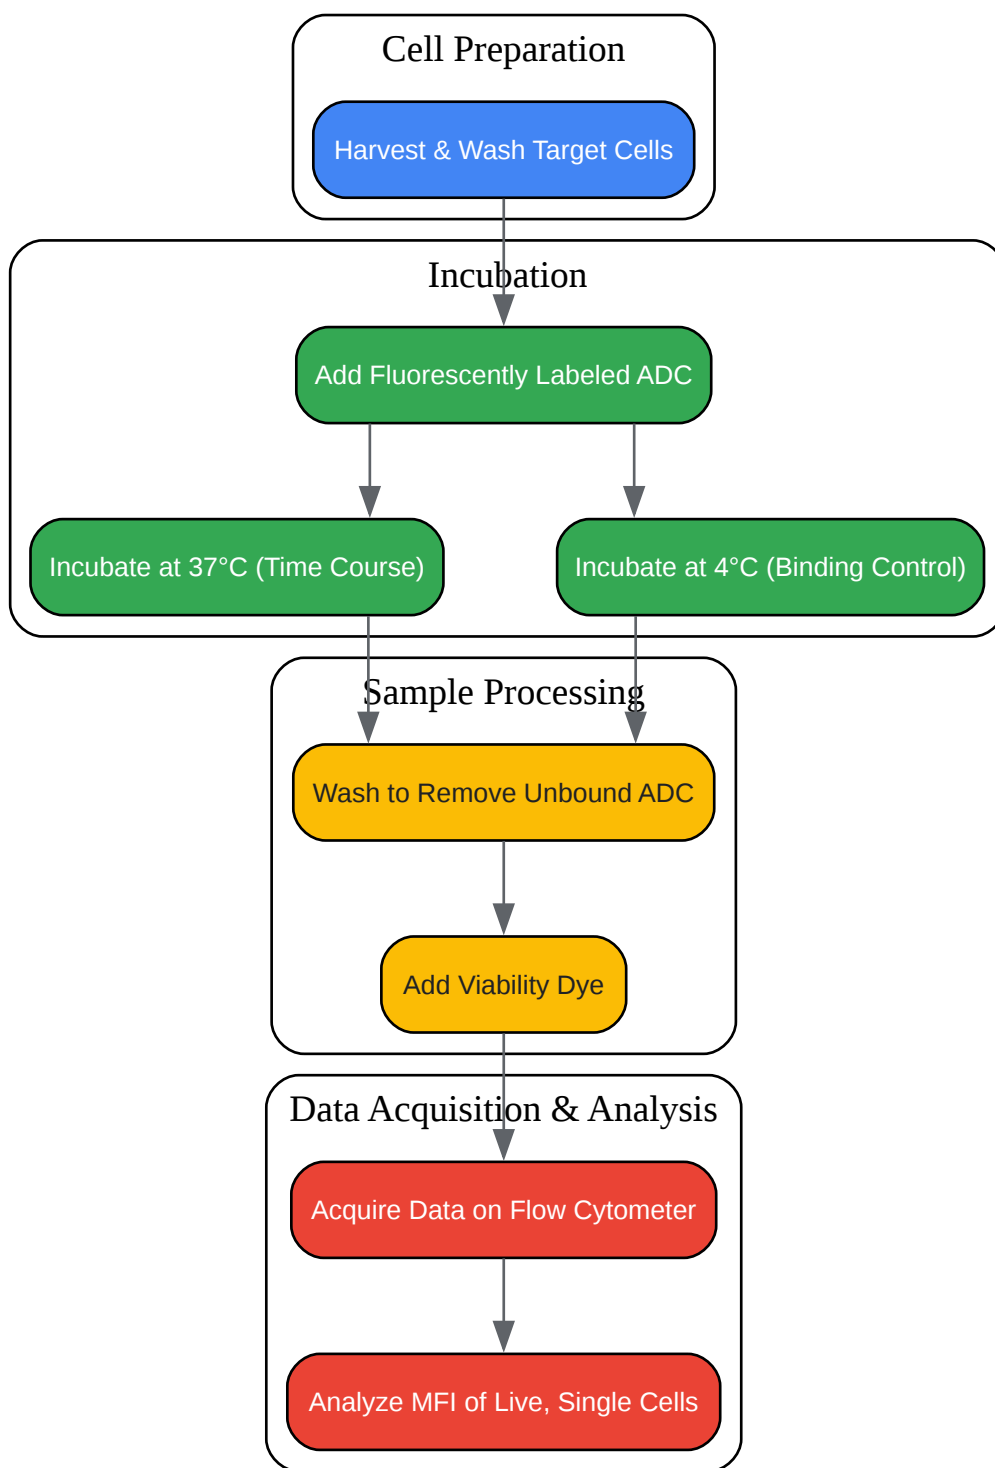 Cell Preparation
Harvest & Wash Target Cells
Incubation
Add Fluorescently Labeled ADC
Incubate at 37°C (Time Course)
Incubate at 4°C (Binding Control)
Sample Processing
Wash to Remove Unbound ADC
Add Viability Dye
Data Acquisition & Analysis
Acquire Data on Flow Cytometer
Analyze MFI of Live, Single Cells